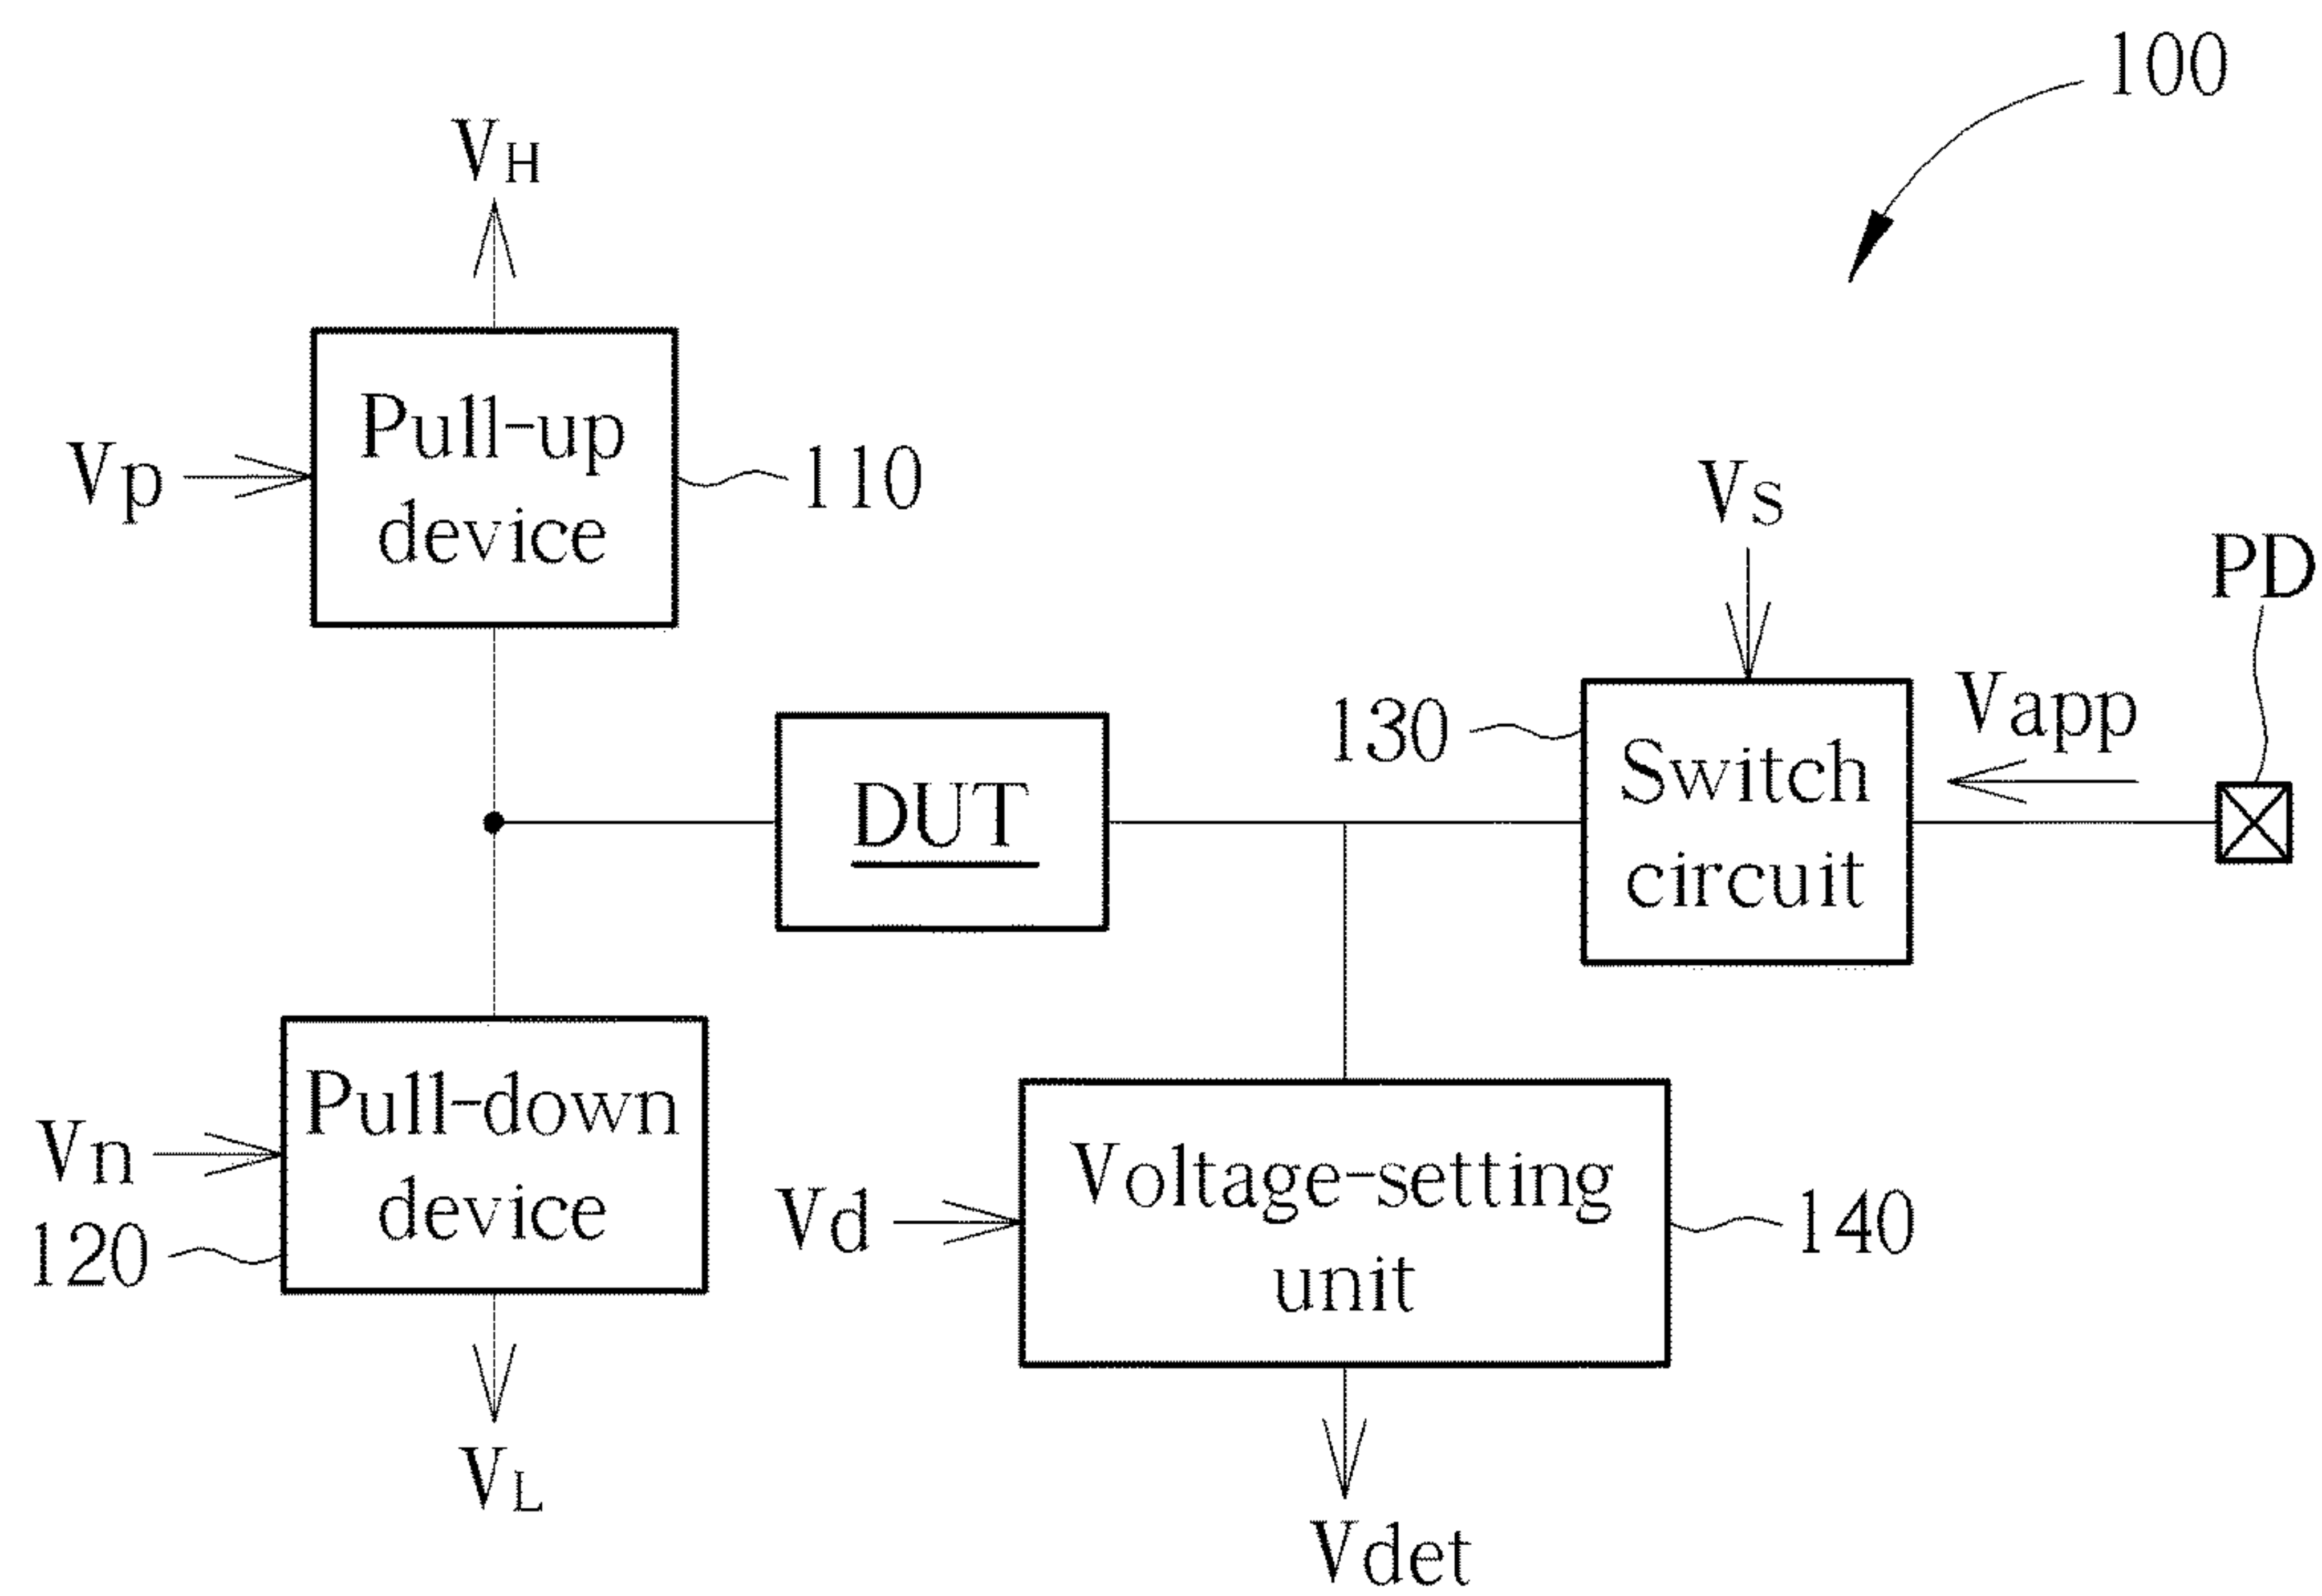 100
VH
Pull-up
device
Vp
110
VS
PD
130
Vapp
Switch
circuit
DUT
Pull-down
device
Vn
120
Voltage-setting
unit
Vd
140
VL
Vdet